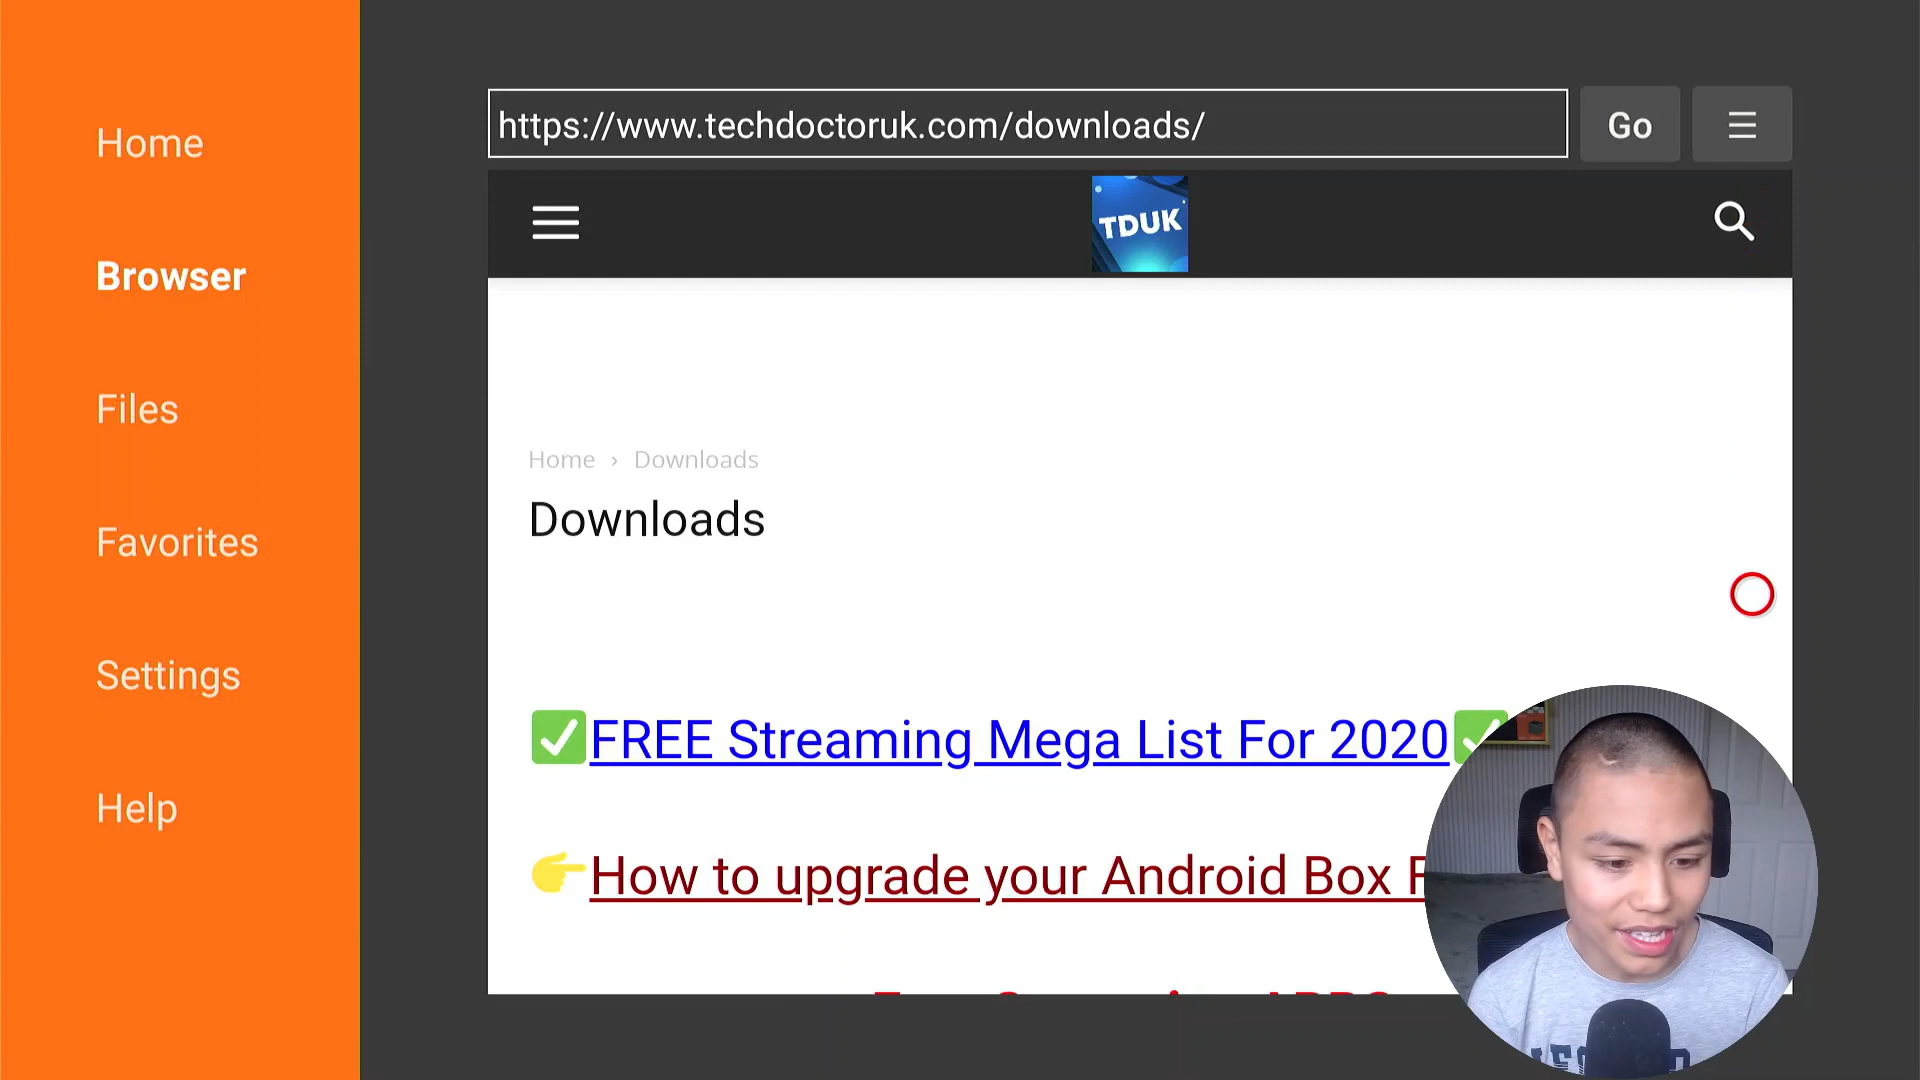 Home
Browser
Files
Favorites
Settings
Help
https://www.techdoctoruk.com/downloads/
Go
TDUK
Home › Downloads
Downloads
✅FREE Streaming Mega List For 2020✅
👉How to upgrade your Android Box